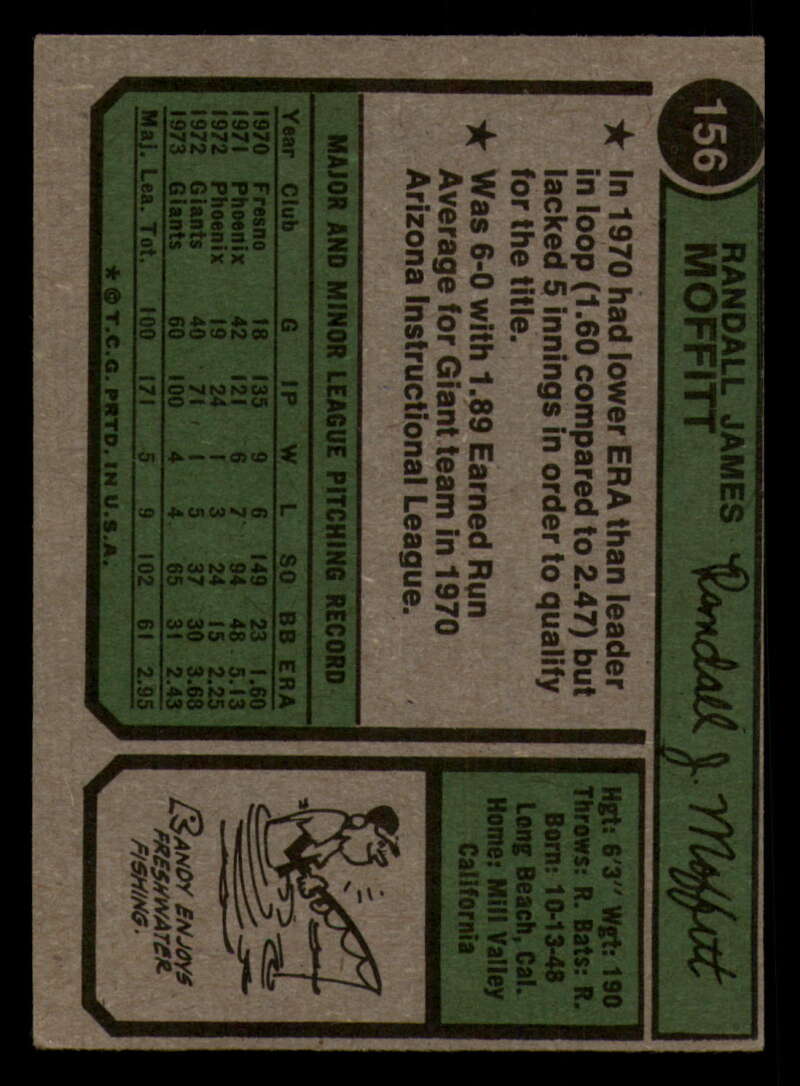 156
RANDALL JAMES
MOFFITT
Randall J. Moffitt
★ In 1970 had lower ERA than leader
in loop (1.60 compared to 2.47) but
lacked 5 innings in order to qualify
for the title.
★ Was 6-0 with 1.89 Earned Run
Average for Giant team in 1970
Arizona Instructional League.
MAJOR AND MINOR LEAGUE PITCHING RECORD
Year Club G IP W L SO BB ERA
1970 Fresno 18 135 9 6 149 23 1.60
1971 Phoenix 42 121 6 7 94 48 5.13
1972 Phoenix 19 24 1 3 24 15 2.25
1972 Giants 40 71 1 5 37 30 3.68
1973 Giants 60 100 4 4 65 31 2.43
Maj. Lea. Tot. 100 171 5 9 102 61 2.95
* © T.C.G. PRTD. IN U.S.A.
Hgt: 6'3" Wgt: 190
Throws: R. Bats: R.
Born: 10-13-48
Long Beach, Cal.
Home: Mill Valley
California
RANDY ENJOYS
FRESHWATER
FISHING.